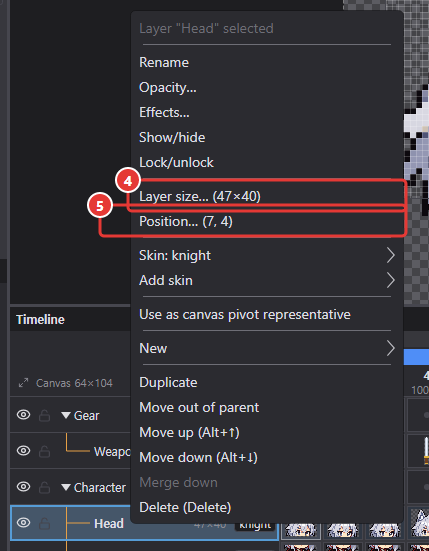 Layer "Head" selected
Rename
Opacity...
Effects...
Show/hide
Lock/unlock
4
Layer size... (47×40)
5
Position... (7, 4)
Skin: knight
Add skin
Timeline
Use as canvas pivot representative
New
4
100
Canvas 64×104
Duplicate
Move out of parent
Gear
Move up (Alt+↑)
Weapo
Move down (Alt+↓)
Merge down
Character
Delete (Delete)
Head 47×40 knight